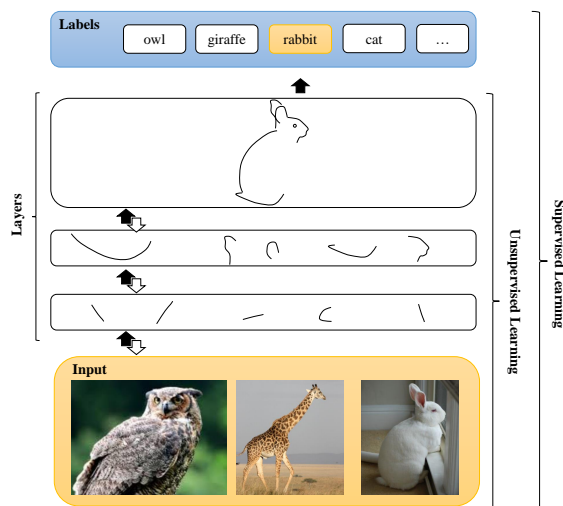 Labels
owl
giraffe
rabbit
cat
...
Layers
Unsupervised Learning
Supervised Learning
Input